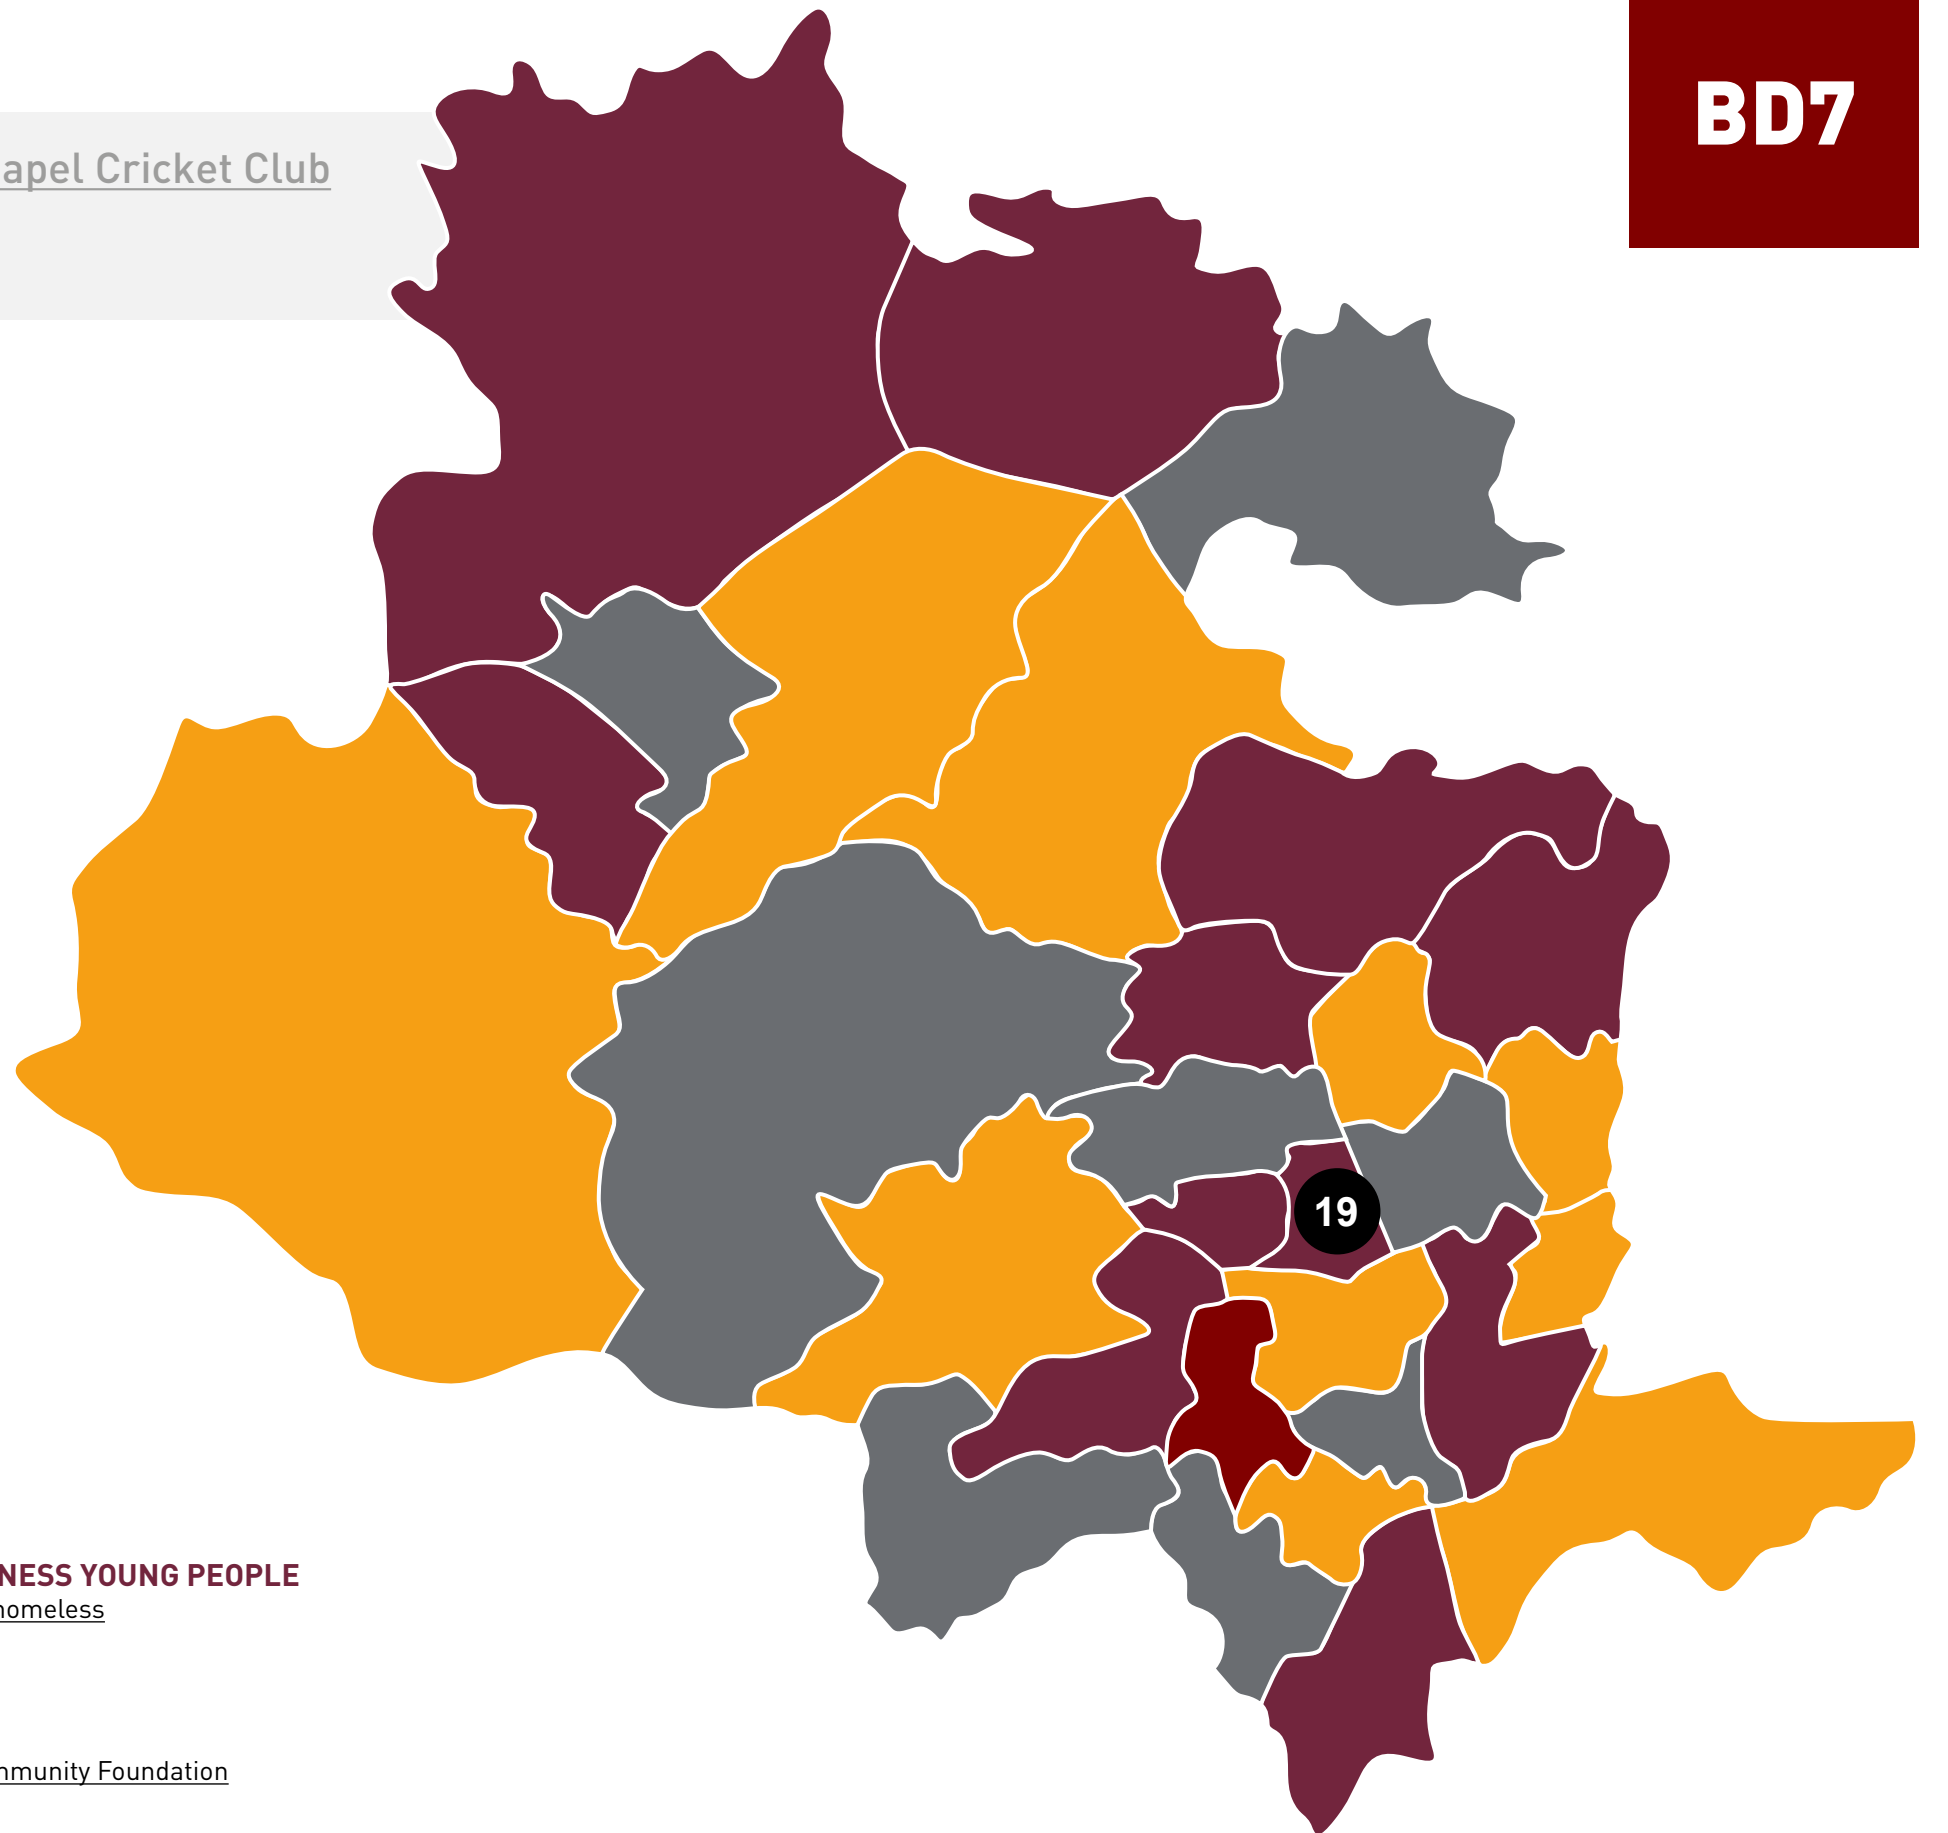 BD7
apel Cricket Club
19
NESS YOUNG PEOPLE
homeless
mmunity Foundation